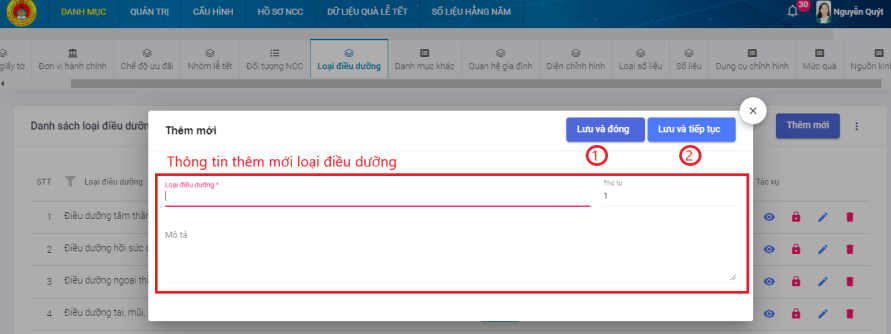 DANH MỤC QUẢN TRỊ CẤU HÌNH HỒ SƠ NCC DỮ LIỆU QUÀ LỄ TẾT SỐ LIỆU HẰNG NĂM 30 Nguyễn Quýt
giấy tờ Đơn vị hành chính Chế độ ưu đãi Nhóm lễ tết Đối tượng NCC Loại điều dưỡng Danh mục khác Quan hệ gia đình Diện chỉnh hình Loại số liệu Số liệu Dụng cụ chỉnh hình Mức quà Nguồn kin
Danh sách loại điều dưỡn Thêm mới Lưu và đóng Lưu và tiếp tục Thêm mới
1 2
Thông tin thêm mới loại điều dưỡng
STT Loại điều dưỡng Tác vụ
Loại điều dưỡng * Thứ tự
1
1 Điều dưỡng tâm thần
Mô tả
2 Điều dưỡng hồi sức
3 Điều dưỡng ngoại th
4 Điều dưỡng tai, mũi,